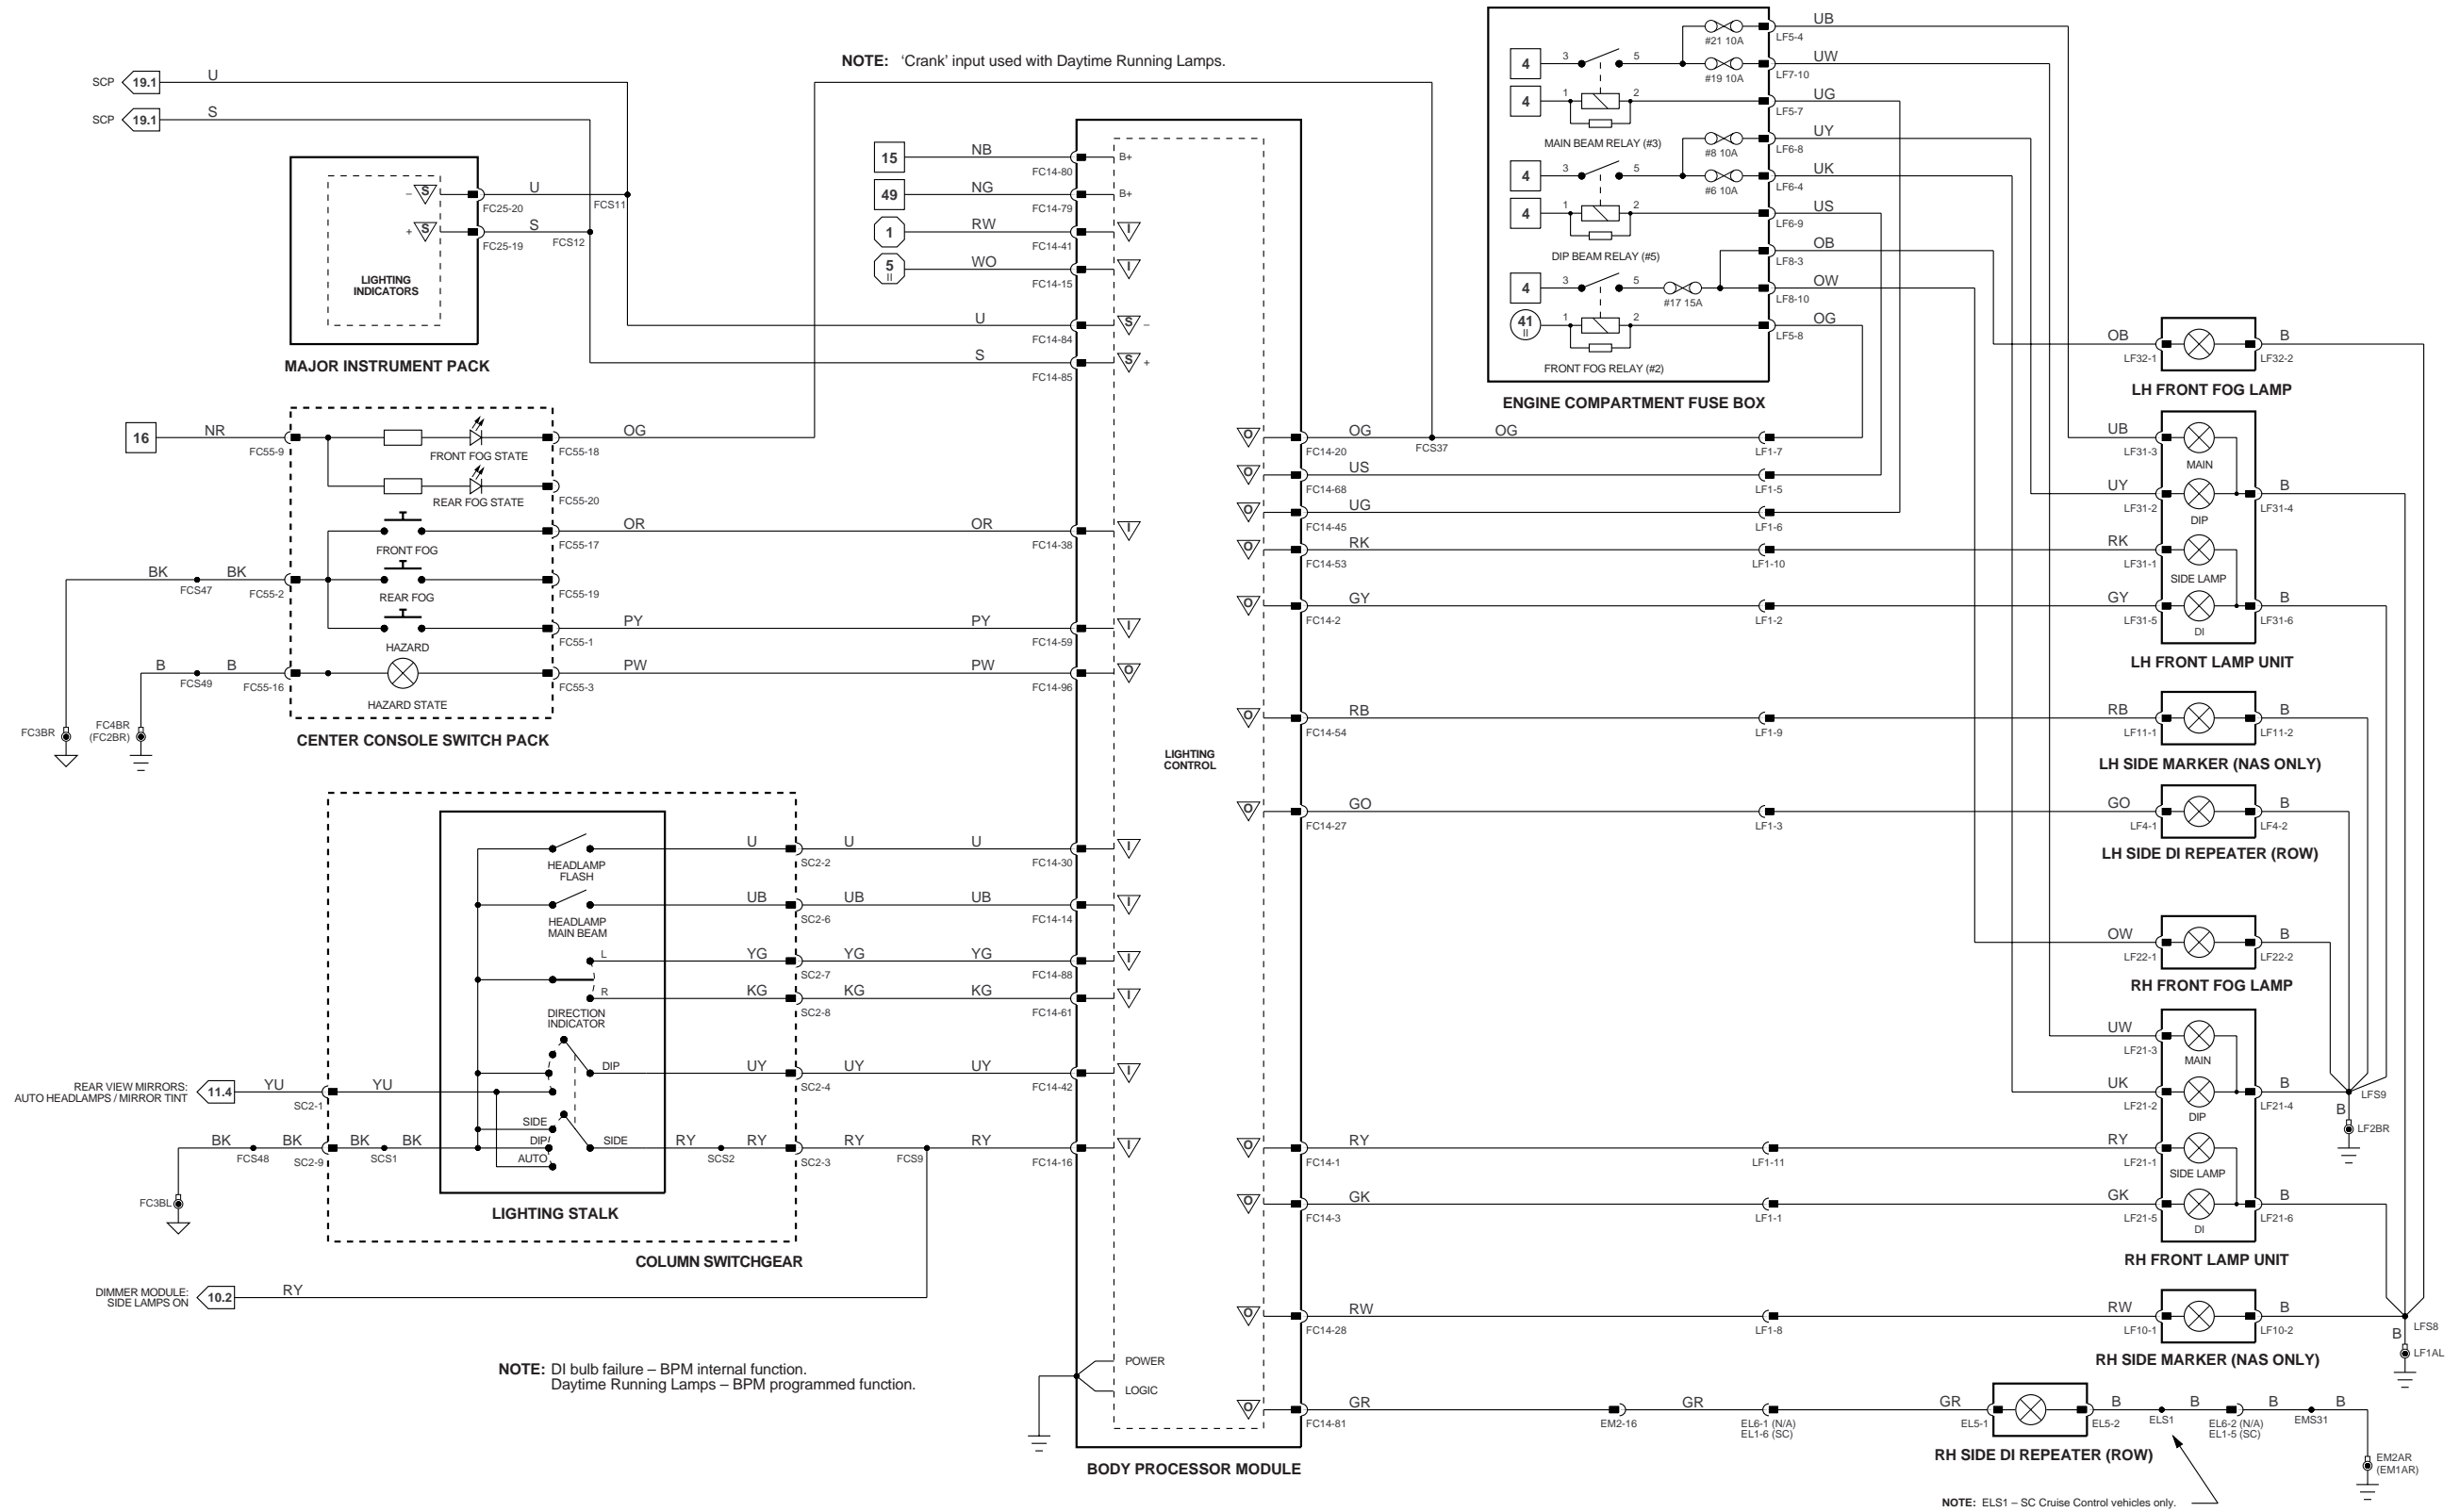 NOTE: ‘Crank’ input used with Daytime Running Lamps.
SCP 19.1 U
SCP 19.1 S
– S U
FC25-20 FCS11
+ S S
FC25-19 FCS12
LIGHTING
INDICATORS
MAJOR INSTRUMENT PACK
16 NR
FC55-9
FRONT FOG STATE
OG
FC55-18
REAR FOG STATE
FC55-20
FRONT FOG
OR OR
FC55-17 FC14-38
BK BK
FCS47 FC55-2
REAR FOG
FC55-19
HAZARD
PY PY
FC55-1 FC14-59
B B
FCS49 FC55-16
HAZARD STATE
PW PW
FC55-3 FC14-96
FC3BR
FC4BR
(FC2BR)
CENTER CONSOLE SWITCH PACK
15 NB B+
FC14-80
49 NG B+
FC14-79
1 RW I
FC14-41
5 II WO I
FC14-15
U S –
FC14-84
S S +
FC14-85
I
I
O
LIGHTING
CONTROL
HEADLAMP
FLASH
U U U I
SC2-2 FC14-30
HEADLAMP
MAIN BEAM
UB UB UB I
SC2-6 FC14-14
L YG YG YG I
SC2-7 FC14-88
R KG KG KG I
SC2-8 FC14-61
DIRECTION
INDICATOR
DIP UY UY UY I
SC2-4 FC14-42
REAR VIEW MIRRORS:
AUTO HEADLAMPS / MIRROR TINT
11.4 YU YU
SC2-1
SIDE
DIP
AUTO
BK BK BK BK
FCS48 SC2-9 SCS1
SIDE RY RY RY RY I
SCS2 SC2-3 FCS9 FC14-16
FC3BL
LIGHTING STALK
COLUMN SWITCHGEAR
DIMMER MODULE:
SIDE LAMPS ON
10.2 RY
NOTE: DI bulb failure – BPM internal function.
Daytime Running Lamps – BPM programmed function.
POWER
LOGIC
BODY PROCESSOR MODULE
#21 10A UB
LF5-4
4 3 5 #19 10A UW
LF7-10
4 1 2 UG
LF5-7
MAIN BEAM RELAY (#3)
#8 10A UY
LF6-8
4 3 5 #6 10A UK
LF6-4
4 1 2 US
LF6-9
DIP BEAM RELAY (#5)
OB
LF8-3
4 3 5 #17 15A OW
LF8-10
41 II 1 2 OG
LF5-8
FRONT FOG RELAY (#2)
ENGINE COMPARTMENT FUSE BOX
O OG OG
FC14-20 FCS37 LF1-7
O US
FC14-68 LF1-5
O UG
FC14-45 LF1-6
O RK RK
FC14-53 LF1-10 LF31-1
O GY GY
FC14-2 LF1-2 LF31-5
O RB RB
FC14-54 LF1-9 LF11-1
O GO GO
FC14-27 LF1-3 LF4-1
O RY RY
FC14-1 LF1-11 LF21-1
O GK GK
FC14-3 LF1-1 LF21-5
O RW RW
FC14-28 LF1-8 LF10-1
O GR GR GR
FC14-81 EM2-16 EL6-1 (N/A)
EL1-6 (SC)
EL5-1
OB B
LF32-1 LF32-2
LH FRONT FOG LAMP
UB
LF31-3
MAIN
UY B
LF31-2 LF31-4
DIP
SIDE LAMP
B
LF31-6
DI
LH FRONT LAMP UNIT
B
LF11-2
LH SIDE MARKER (NAS ONLY)
B
LF4-2
LH SIDE DI REPEATER (ROW)
OW B
LF22-1 LF22-2
RH FRONT FOG LAMP
UW
LF21-3
MAIN
UK B
LF21-2 LF21-4 LFS9
DIP
B
LF2BR
SIDE LAMP
B
LF21-6
DI
RH FRONT LAMP UNIT
B
LF10-2 LFS8
B
LF1AL
RH SIDE MARKER (NAS ONLY)
B B B B
EL5-2 ELS1 EL6-2 (N/A) EMS31
EL1-5 (SC)
RH SIDE DI REPEATER (ROW)
EM2AR
(EM1AR)
NOTE: ELS1 – SC Cruise Control vehicles only.